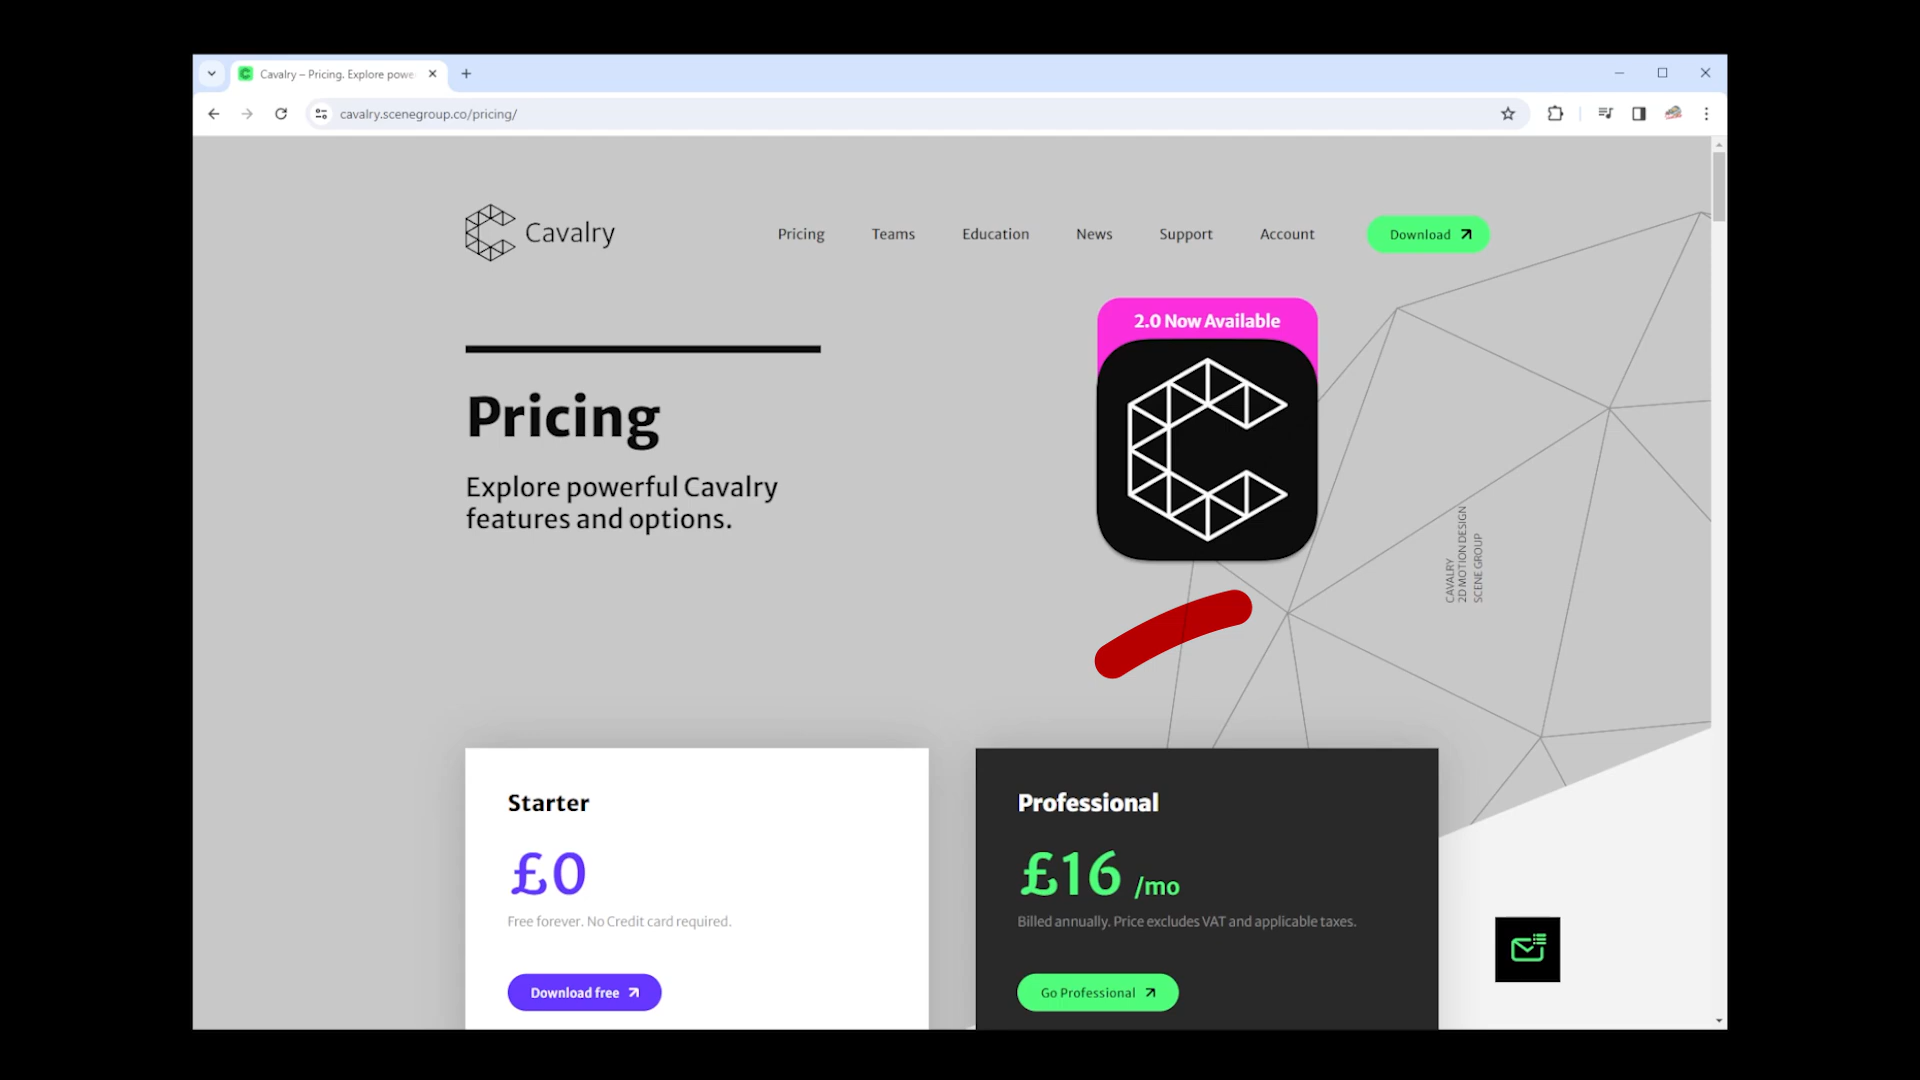 Cavalry – Pricing. Explore powe
cavalry.scenegroup.co/pricing/
Cavalry
Pricing
Teams
Education
News
Support
Account
Download
2.0 Now Available
Pricing
Explore powerful Cavalry
features and options.
CAVALRY
2D MOTION DESIGN
SCENE GROUP
Starter
£0
Free forever. No Credit card required.
Download free
Professional
£16 /mo
Billed annually. Price excludes VAT and applicable taxes.
Go Professional